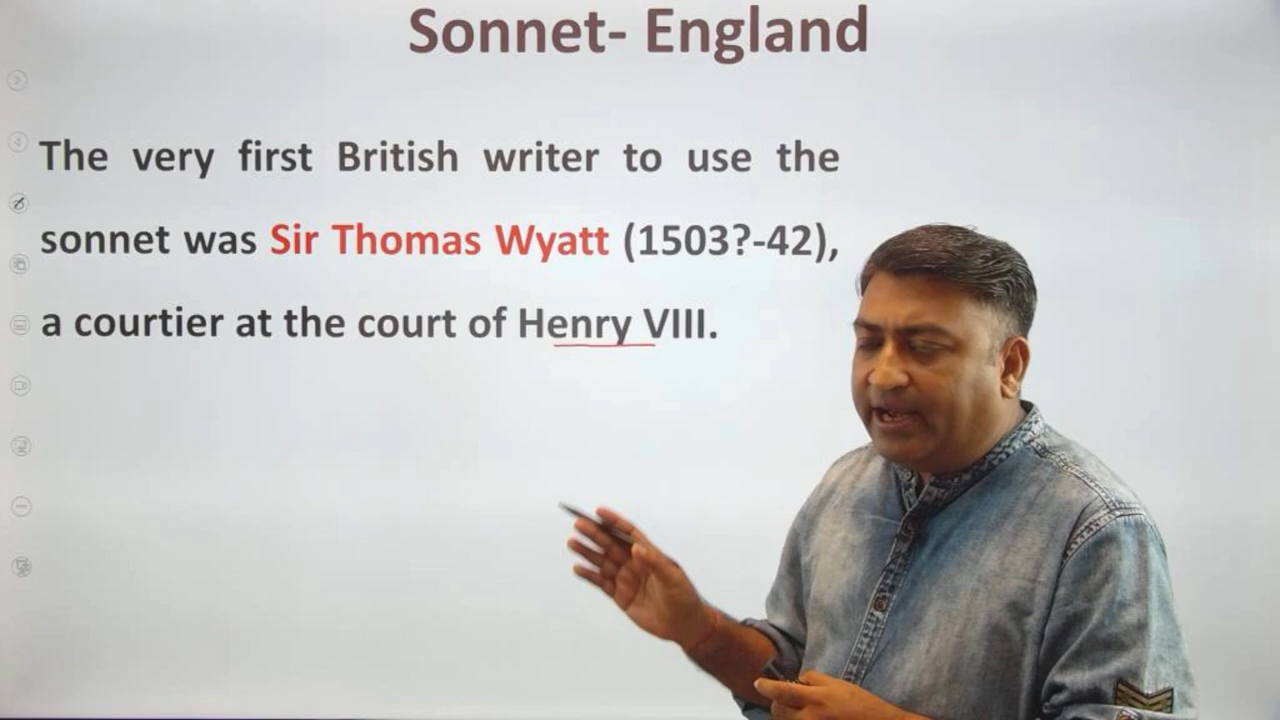 Sonnet- England
The very first British writer to use the
sonnet was Sir Thomas Wyatt (1503?-42),
a courtier at the court of Henry VIII.